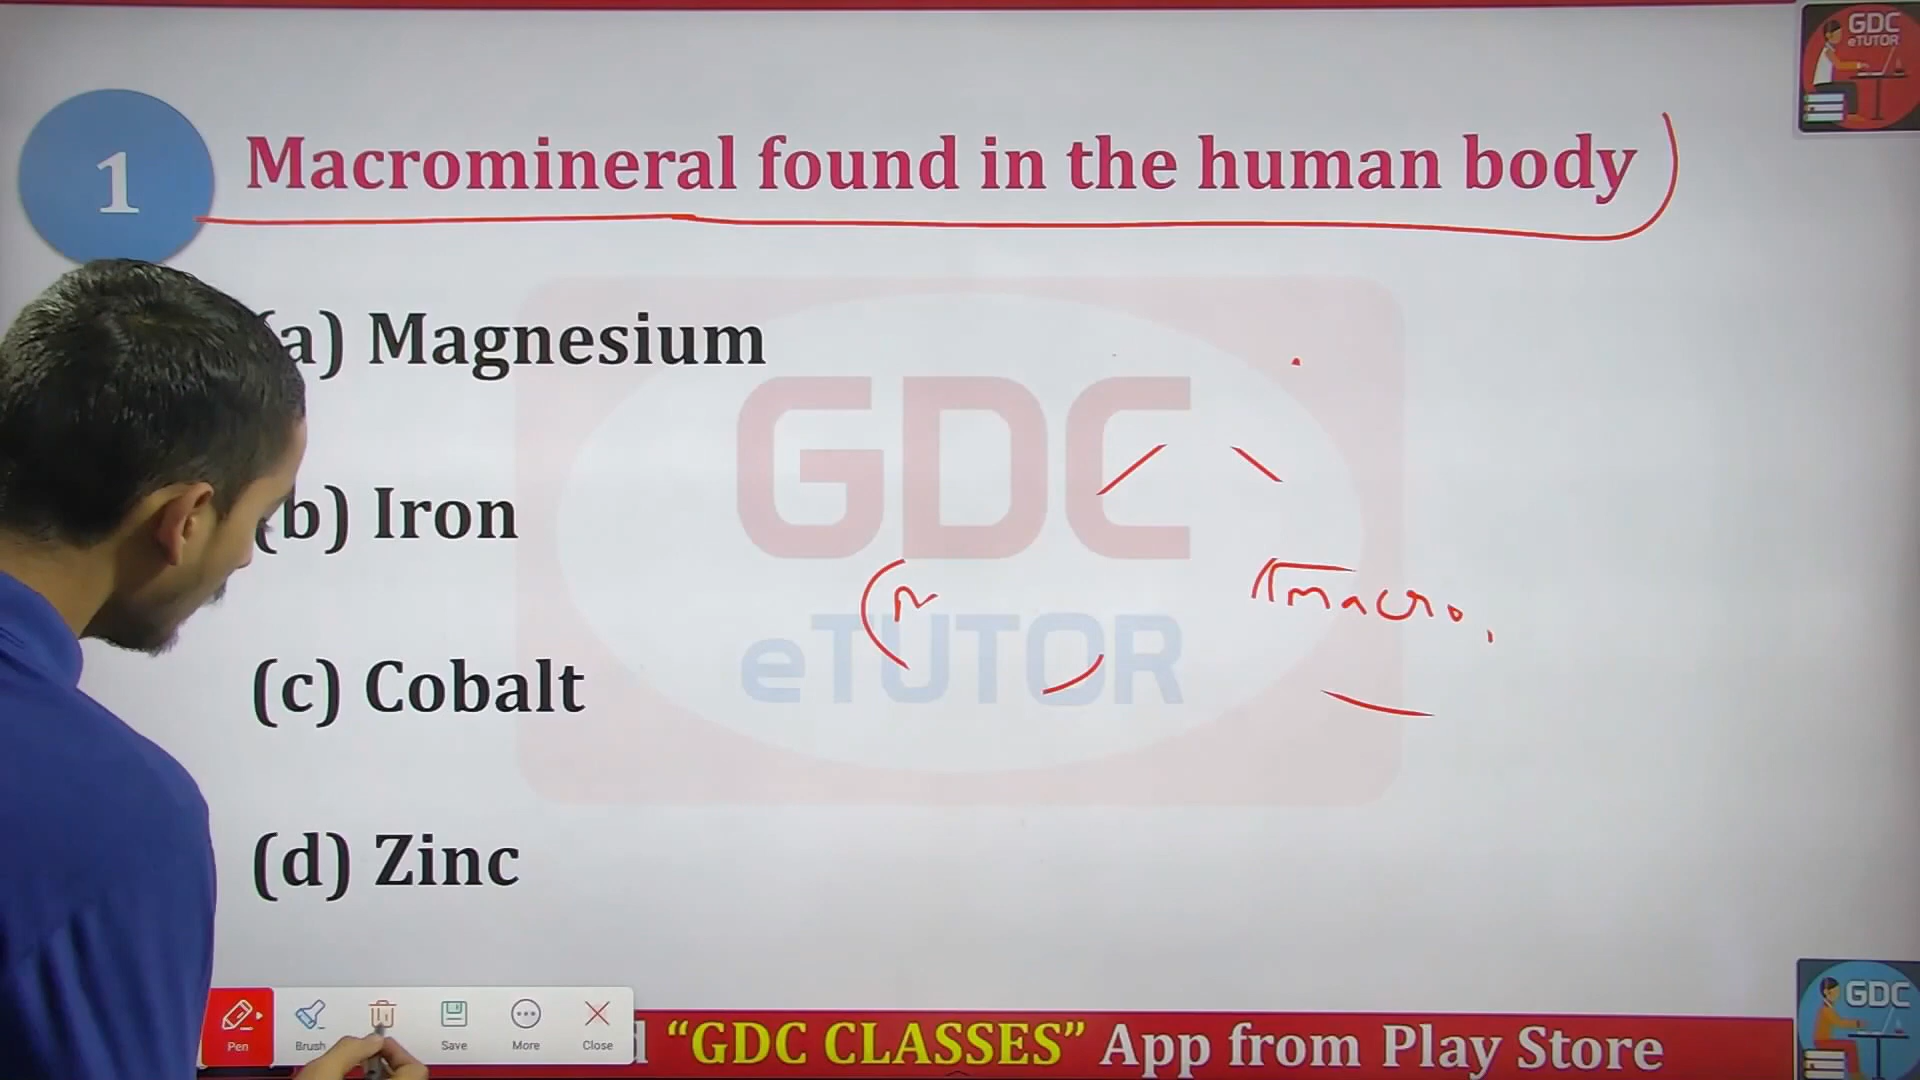 GDC
eTUTOR
1
Macromineral found in the human body
(a) Magnesium
(b) Iron
(c) Cobalt
(d) Zinc
GDC
eTUTOR
macro
Pen
Brush
Save
More
Close
"GDC CLASSES" App from Play Store
GDC